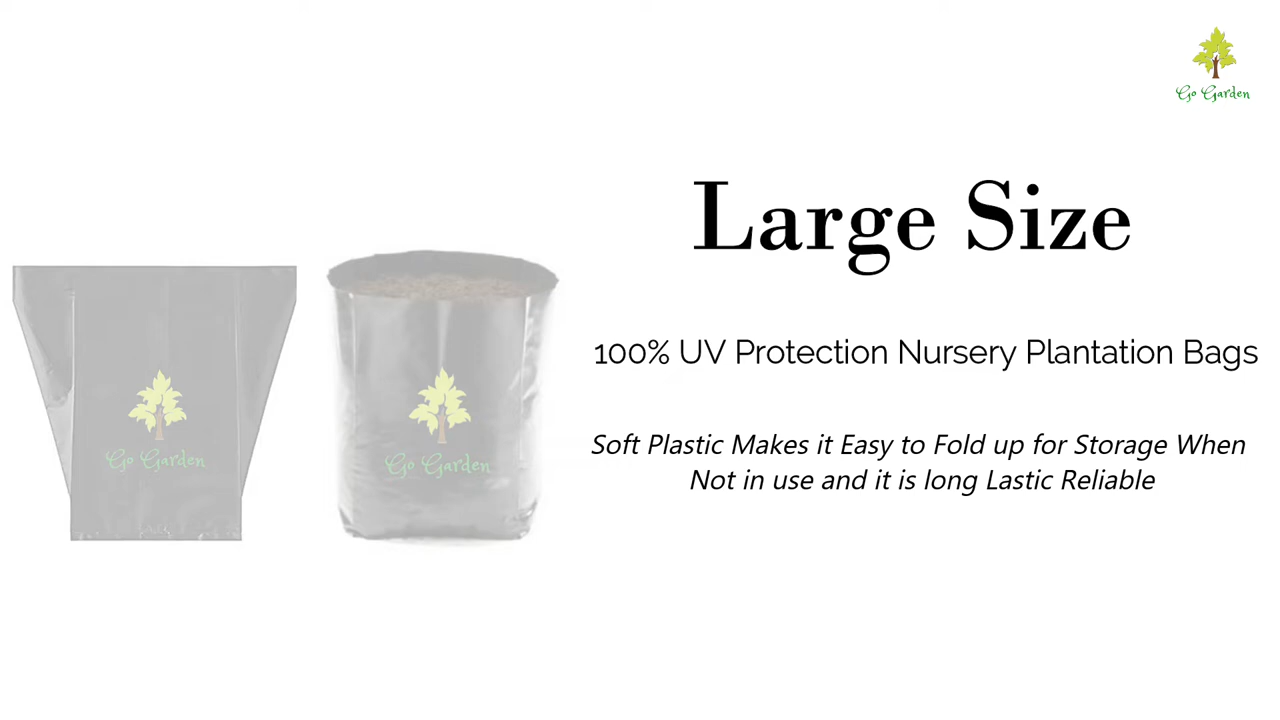 Go Garden
Large Size
100% UV Protection Nursery Plantation Bags
Soft Plastic Makes it Easy to Fold up for Storage When
Not in use and it is long Lastic Reliable
Go Garden
Go Garden